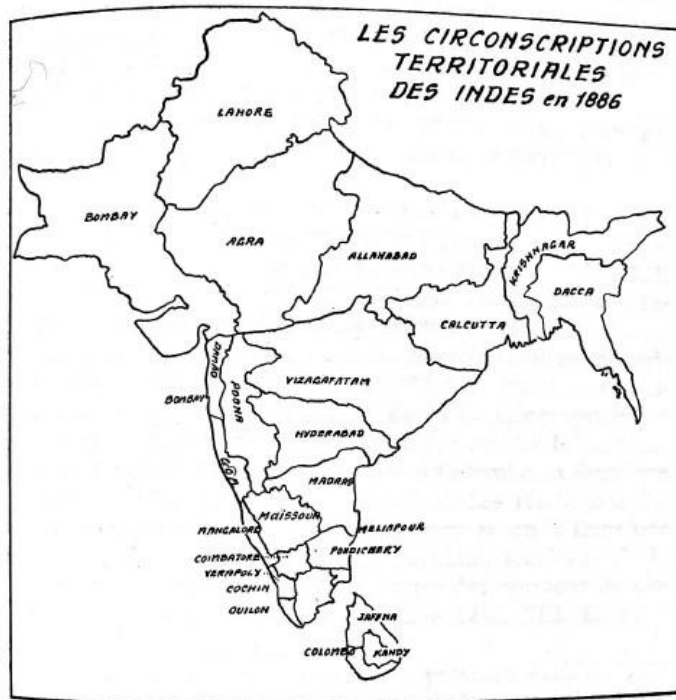 LES CIRCONSCRIPTIONS
TERRITORIALES
DES INDES en 1886
LAHORE
BOMBAY
AGRA
ALLAHABAD
KRISHNAGAR
DACCA
CALCUTTA
DAMAO
BOMBAY
POONA
VIZAGAPATAM
HYDERABAD
GOA
MADRAS
MAÏSSOUR
MANGALORE
MELIAPOUR
COIMBATORE
PONDICHERY
VERAPOLY
COCHIN
QUILON
JAFFNA
COLOMBO
KANDY